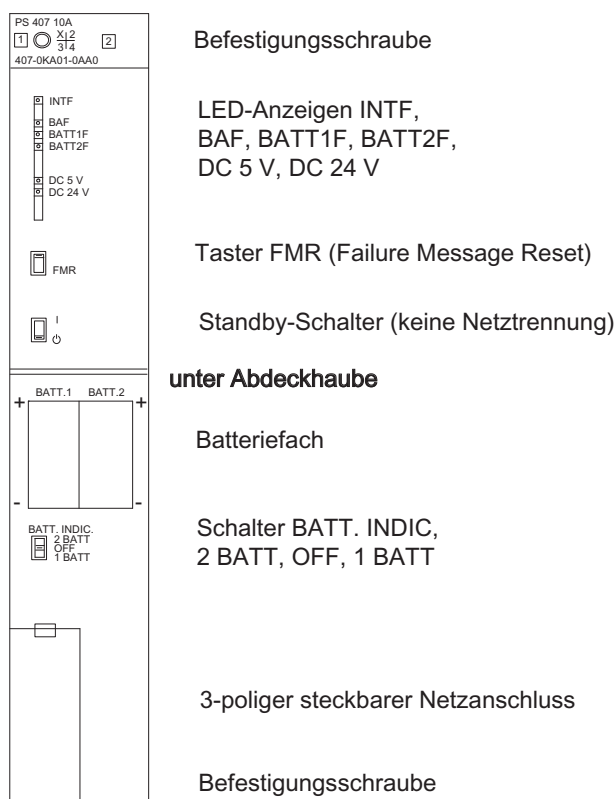 PS 407 10A
1 X 2 3 4 2
407-0KA01-0AA0
Befestigungsschraube
INTF
BAF
BATT1F
BATT2F
DC 5 V
DC 24 V
LED-Anzeigen INTF,
BAF, BATT1F, BATT2F,
DC 5 V, DC 24 V
FMR
Taster FMR (Failure Message Reset)
I
Standby-Schalter (keine Netztrennung)
unter Abdeckhaube
BATT.1 BATT.2
+ +
Batteriefach
- -
BATT. INDIC.
2 BATT
OFF
1 BATT
Schalter BATT. INDIC,
2 BATT, OFF, 1 BATT
3-poliger steckbarer Netzanschluss
Befestigungsschraube